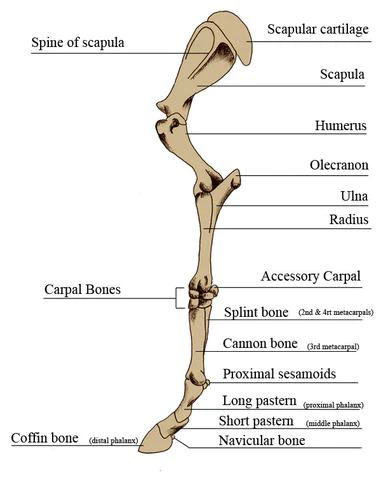 Scapular cartilage
Spine of scapula
Scapula
Humerus
Olecranon
Ulna
Radius
Accessory Carpal
Carpal Bones
Splint bone (2nd & 4rt metacarpals)
Cannon bone (3rd metacarpal)
Proximal sesamoids
Long pastern (proximal phalanx)
Short pastern (middle phalanx)
Coffin bone (distal phalanx)
Navicular bone